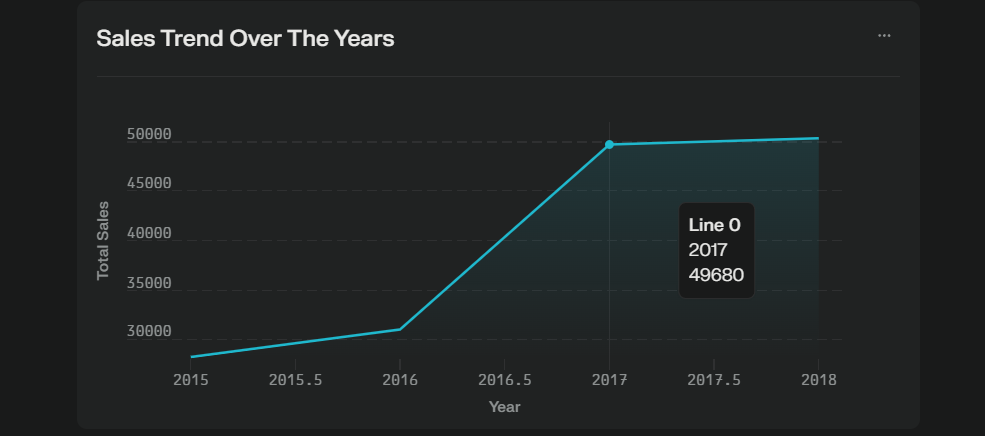 Sales Trend Over The Years
...
50000
45000
40000
35000
30000
Total Sales
Line 0
2017
49680
2015 2015.5 2016 2016.5 2017 2017.5 2018
Year